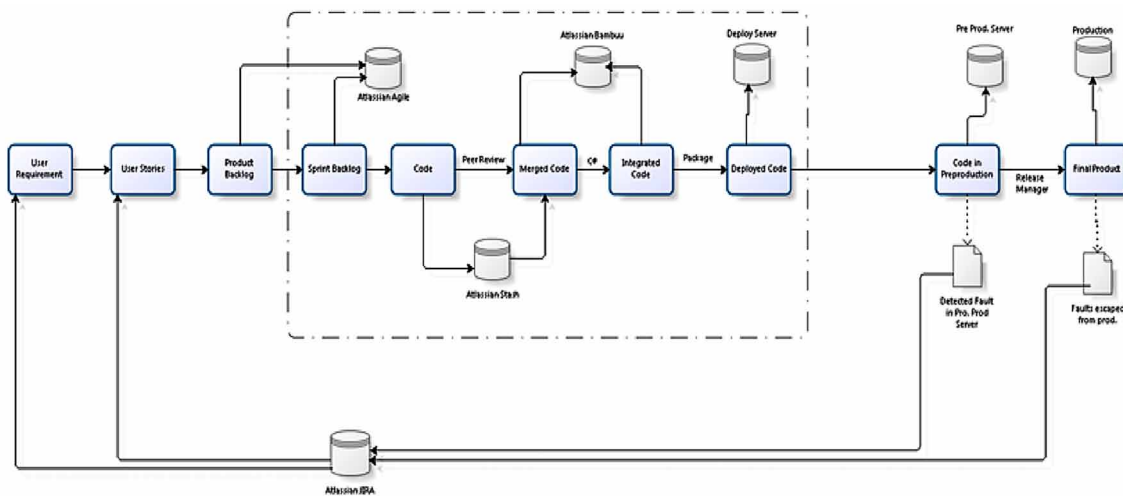 Atlassian Bambuu
Deploy Server
Pre Prod. Server
Production
Atlassian Agile
User
Requirement
User Stories
Product
Backlog
Sprint Backlog
Code
Peer Review
Merged Code
Integrated
Code
Package
Deployed Code
Code in
Preproduction
Release
Manager
Final Product
Atlassian Stash
Detected Fault
in Pro. Prod
Server
Faults escaped
from prod.
Atlassian JIRA